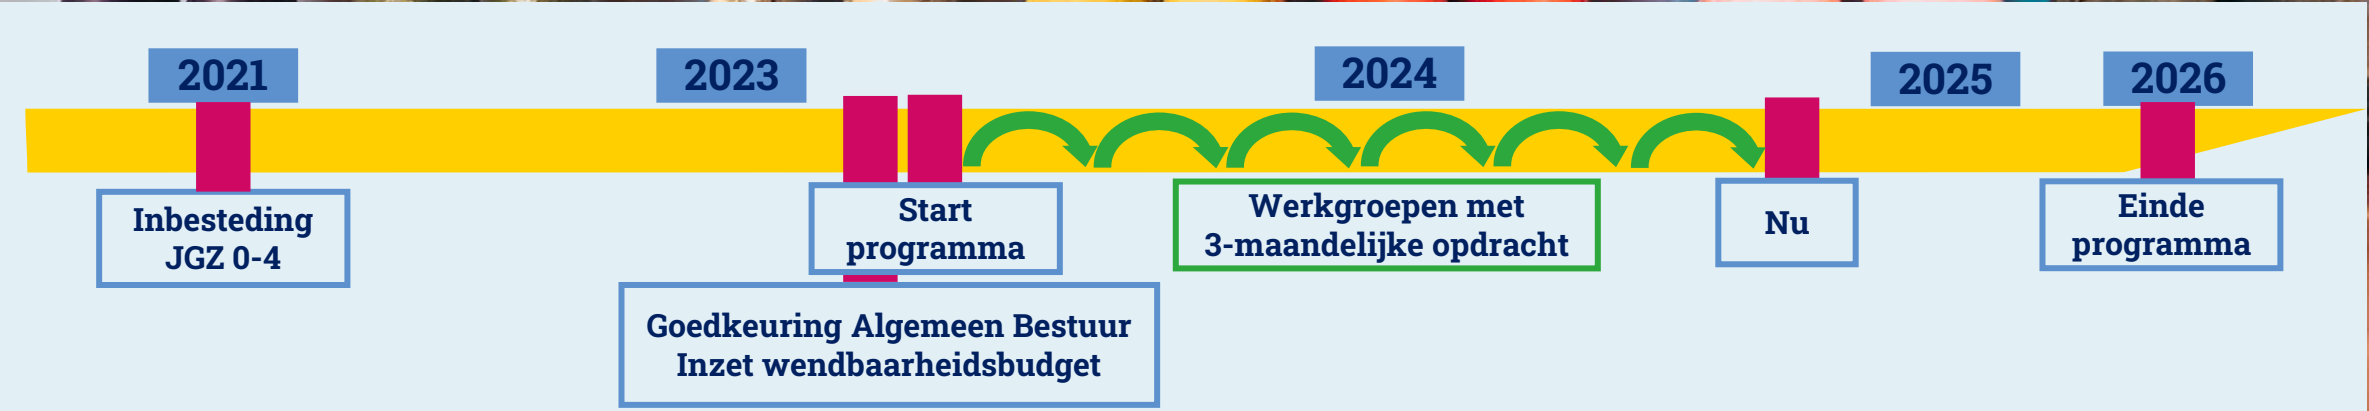 2021
2023
2024
2025
2026
Inbesteding
JGZ 0-4
Start
programma
Goedkeuring Algemeen Bestuur
Inzet wendbaarheidsbudget
Werkgroepen met
3-maandelijke opdracht
Nu
Einde
programma